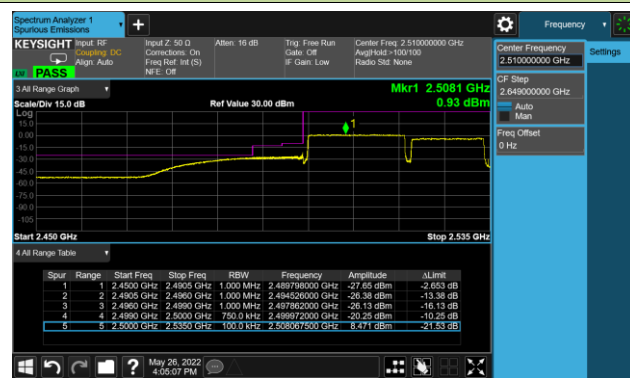 Spectrum Analyzer 1
Spurious Emissions
Frequency
KEYSIGHT
Input: RF
Coupling: DC
Align: Auto
Input Z: 50 Ω
Corrections: On
Freq Ref: Int (S)
NFE: Off
Atten: 16 dB
Trig: Free Run
Gate: Off
IF Gain: Low
Center Freq: 2.510000000 GHz
Avg|Hold:>100/100
Radio Std: None
PASS
Center Frequency
2.510000000 GHz
Settings
CF Step
2.649000000 GHz
Auto
Man
Freq Offset
0 Hz
3 All Range Graph
Mkr1 2.5081 GHz
Scale/Div 15.0 dB
Ref Value 30.00 dBm
0.93 dBm
Log
15.0
0.00
-15.0
-30.0
-45.0
-60.0
-75.0
-90.0
-105
1
Start 2.450 GHz
Stop 2.535 GHz
4 All Range Table
Spur Range Start Freq Stop Freq RBW Frequency Amplitude ΔLimit
1 1 2.4500 GHz 2.4905 GHz 1.000 MHz 2.489798000 GHz -27.65 dBm -2.653 dB
2 2 2.4905 GHz 2.4960 GHz 1.000 MHz 2.494526000 GHz -26.38 dBm -13.38 dB
3 3 2.4960 GHz 2.4990 GHz 1.000 MHz 2.497862000 GHz -26.13 dBm -16.13 dB
4 4 2.4990 GHz 2.5000 GHz 750.0 kHz 2.499972000 GHz -20.25 dBm -10.25 dB
5 5 2.5000 GHz 2.5350 GHz 100.0 kHz 2.508067500 GHz 8.471 dBm -21.53 dB
May 26, 2022
4:05:07 PM